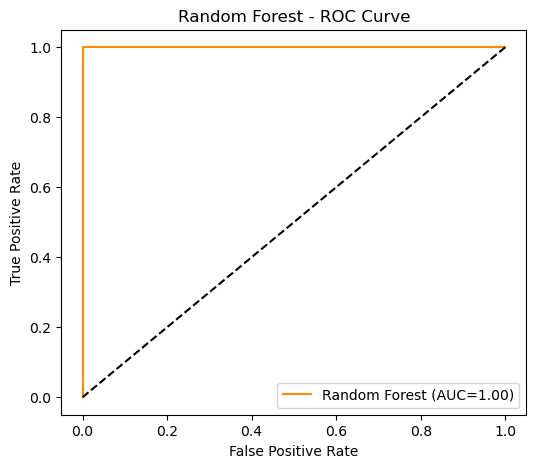 Random Forest - ROC Curve
True Positive Rate
1.0
0.8
0.6
0.4
0.2
0.0
Random Forest (AUC=1.00)
0.0 0.2 0.4 0.6 0.8 1.0
False Positive Rate